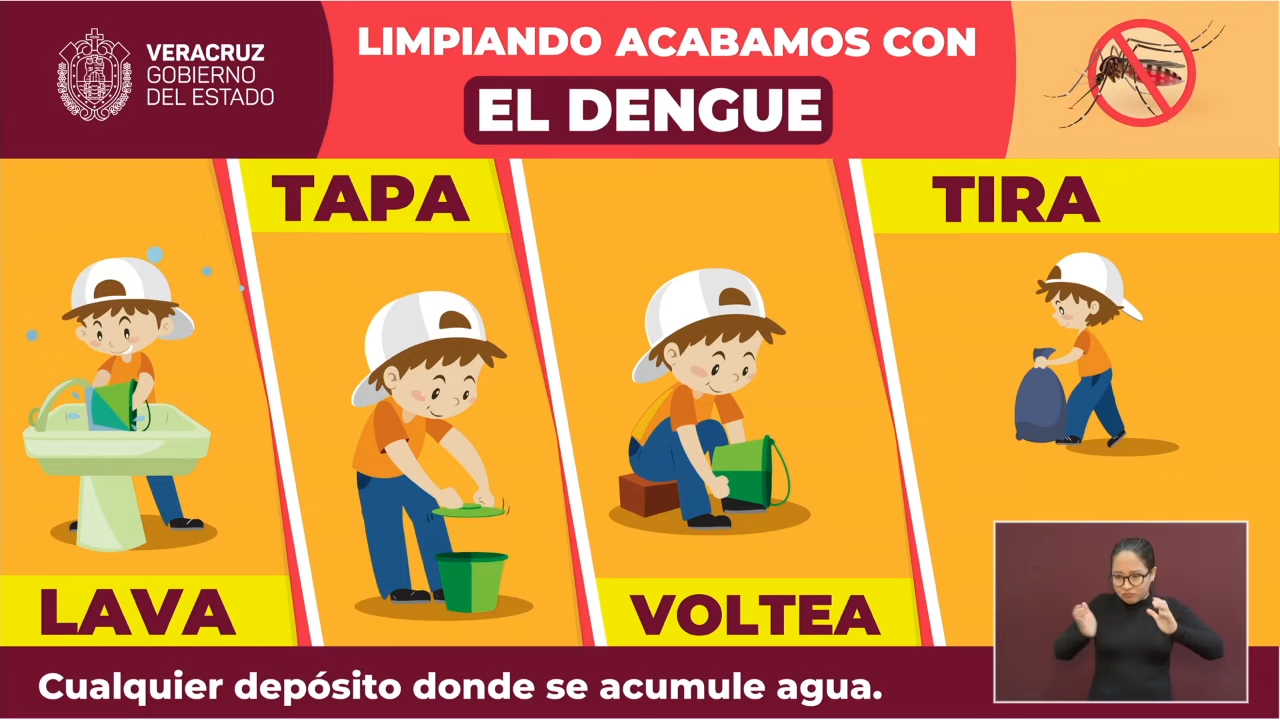 VERACRUZ
GOBIERNO
DEL ESTADO
LIMPIANDO ACABAMOS CON
EL DENGUE
LAVA
TAPA
VOLTEA
TIRA
Cualquier depósito donde se acumule agua.